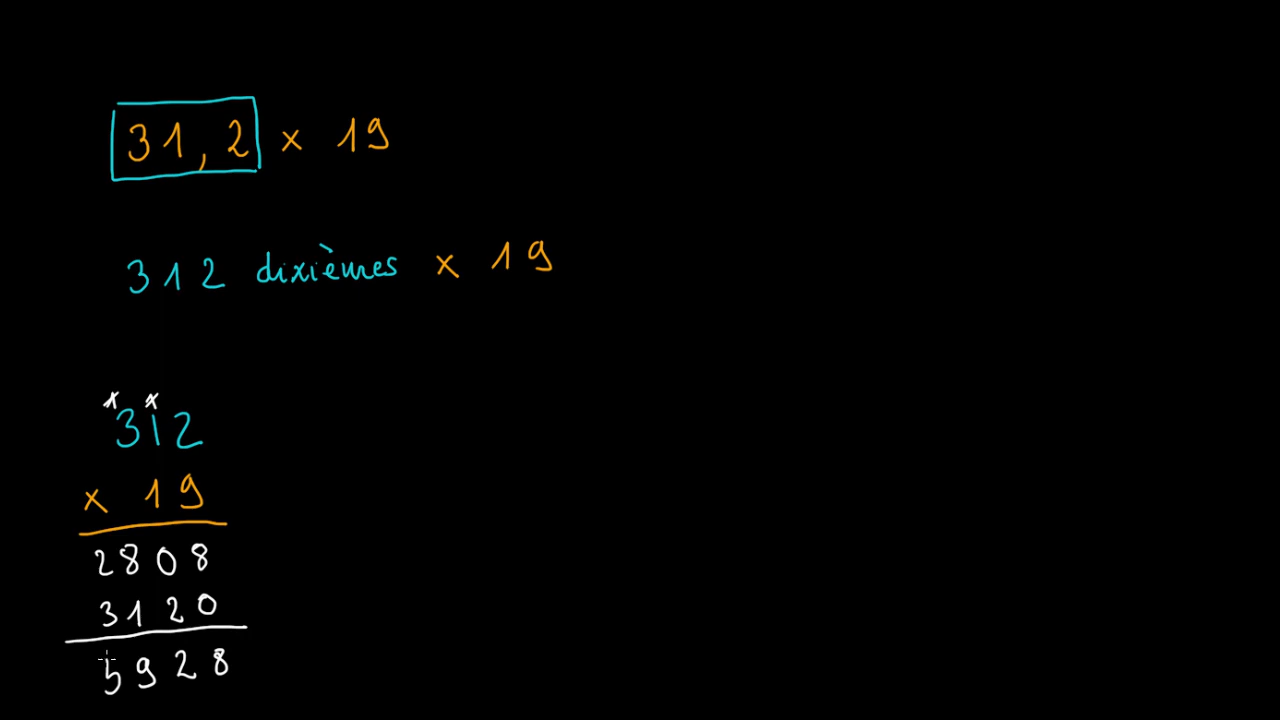 31,2 x 19
312 dixièmes x 19
x x
312
x 19
2808
3120
5928